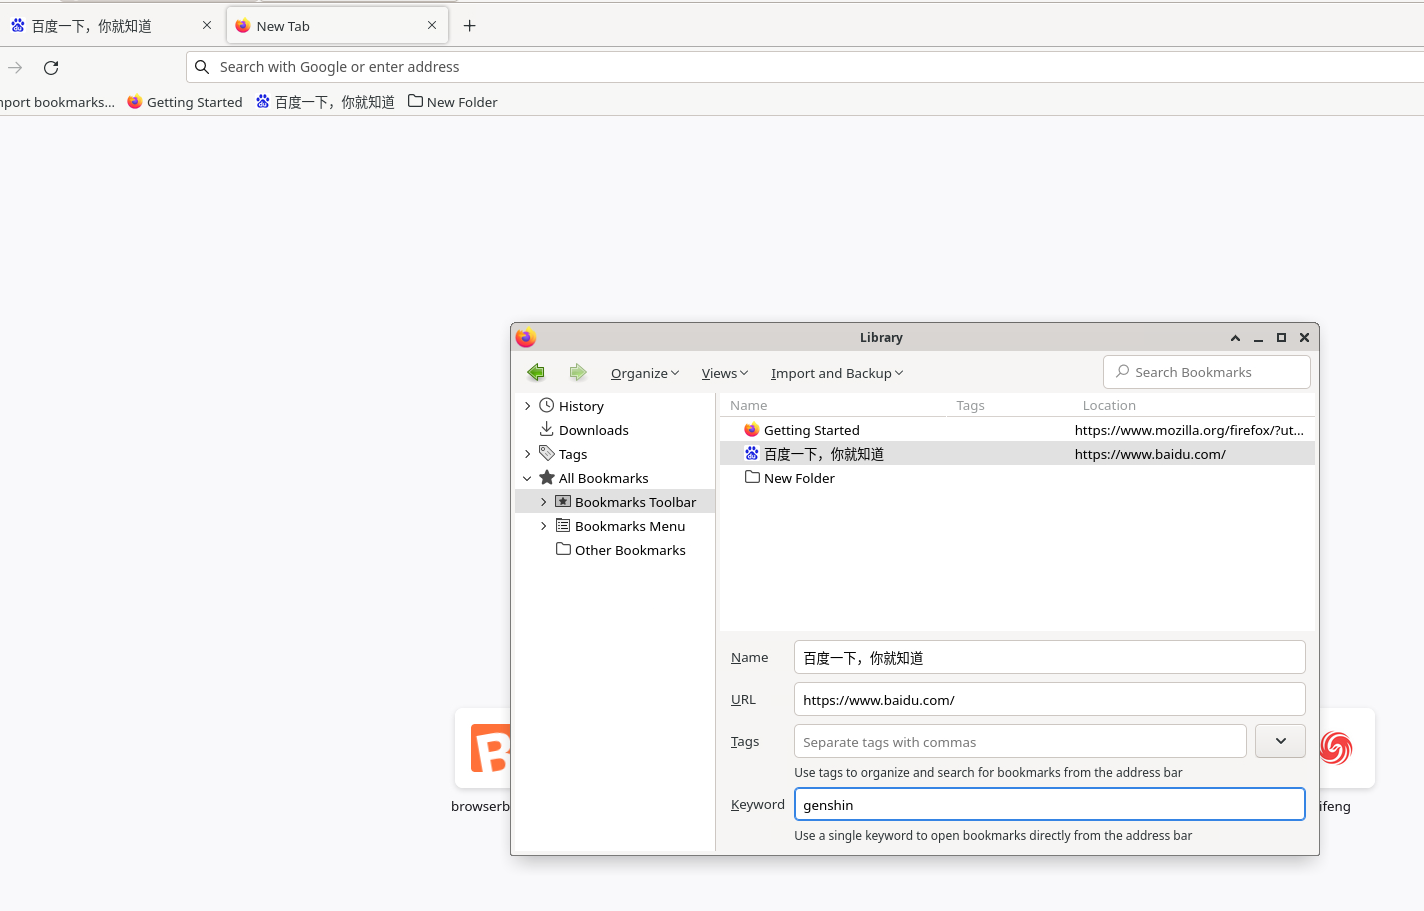 百度一下，你就知道
New Tab
Search with Google or enter address
port bookmarks...
Getting Started
百度一下，你就知道
New Folder
Library
Organize
Views
Import and Backup
Search Bookmarks
History
Downloads
Tags
All Bookmarks
Bookmarks Toolbar
Bookmarks Menu
Other Bookmarks
Name
Tags
Location
Getting Started
https://www.mozilla.org/firefox/?ut...
百度一下，你就知道
https://www.baidu.com/
New Folder
Name
百度一下，你就知道
URL
https://www.baidu.com/
Tags
Separate tags with commas
Use tags to organize and search for bookmarks from the address bar
Keyword
genshin
Use a single keyword to open bookmarks directly from the address bar
B
browserb
ifeng